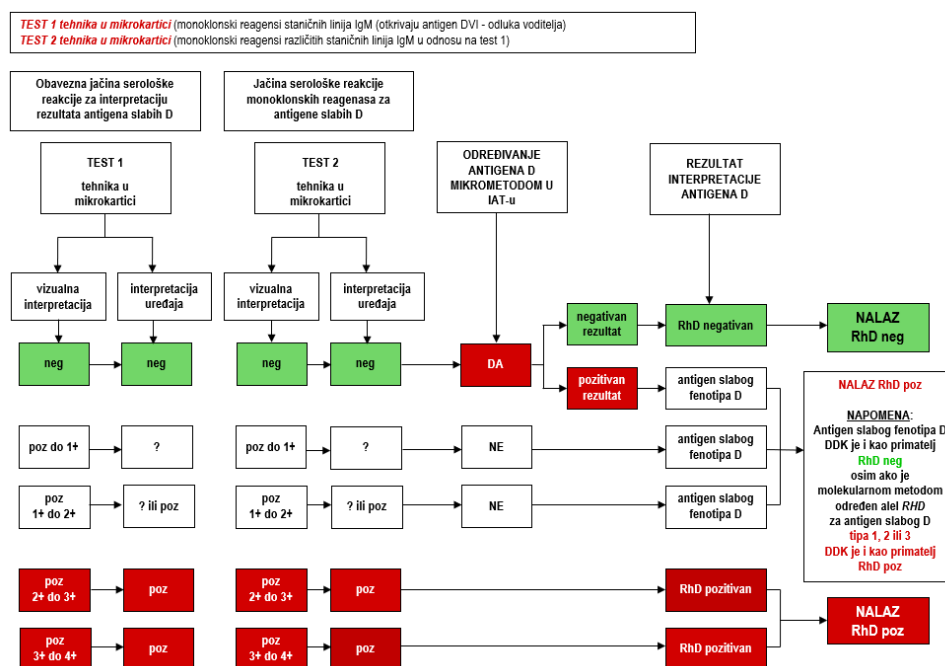 TEST 1 tehnika u mikrokartici (monoklonski reagensi staničnih linija IgM (otkrivaju antigen DVI - odluka voditelja)
TEST 2 tehnika u mikrokartici (monoklonski reagensi različitih staničnih linija IgM u odnosu na test 1)
Obavezna jačina serološke
reakcije za interpretaciju
rezultata antigena slabih D
Jačina serološke reakcije
monoklonskih reagenasa za
antigene slabih D
TEST 1
tehnika u
mikrokartici
TEST 2
tehnika u
mikrokartici
ODREĐIVANJE
ANTIGENA D
MIKROMETODOM U
IAT-u
REZULTAT
INTERPRETACIJE
ANTIGENA D
vizualna
interpretacija
interpretacija
uređaja
vizualna
interpretacija
interpretacija
uređaja
neg
neg
neg
neg
DA
negativan
rezultat
RhD negativan
NALAZ
RhD neg
pozitivan
rezultat
antigen slabog
fenotipa D
poz do 1+
?
poz do 1+
?
NE
antigen slabog
fenotipa D
poz
1+ do 2+
? ili poz
poz
1+ do 2+
? ili poz
NE
antigen slabog
fenotipa D
NALAZ RhD poz
NAPOMENA:
Antigen slabog fenotipa D
DDK je i kao primatelj
RhD neg
osim ako je
molekularnom metodom
određen alel RHD
za antigen slabog D
tipa 1, 2 ili 3
DDK je i kao primatelj
RhD poz
poz
2+ do 3+
poz
poz
2+ do 3+
poz
RhD pozitivan
poz
3+ do 4+
poz
poz
3+ do 4+
poz
RhD pozitivan
NALAZ
RhD poz